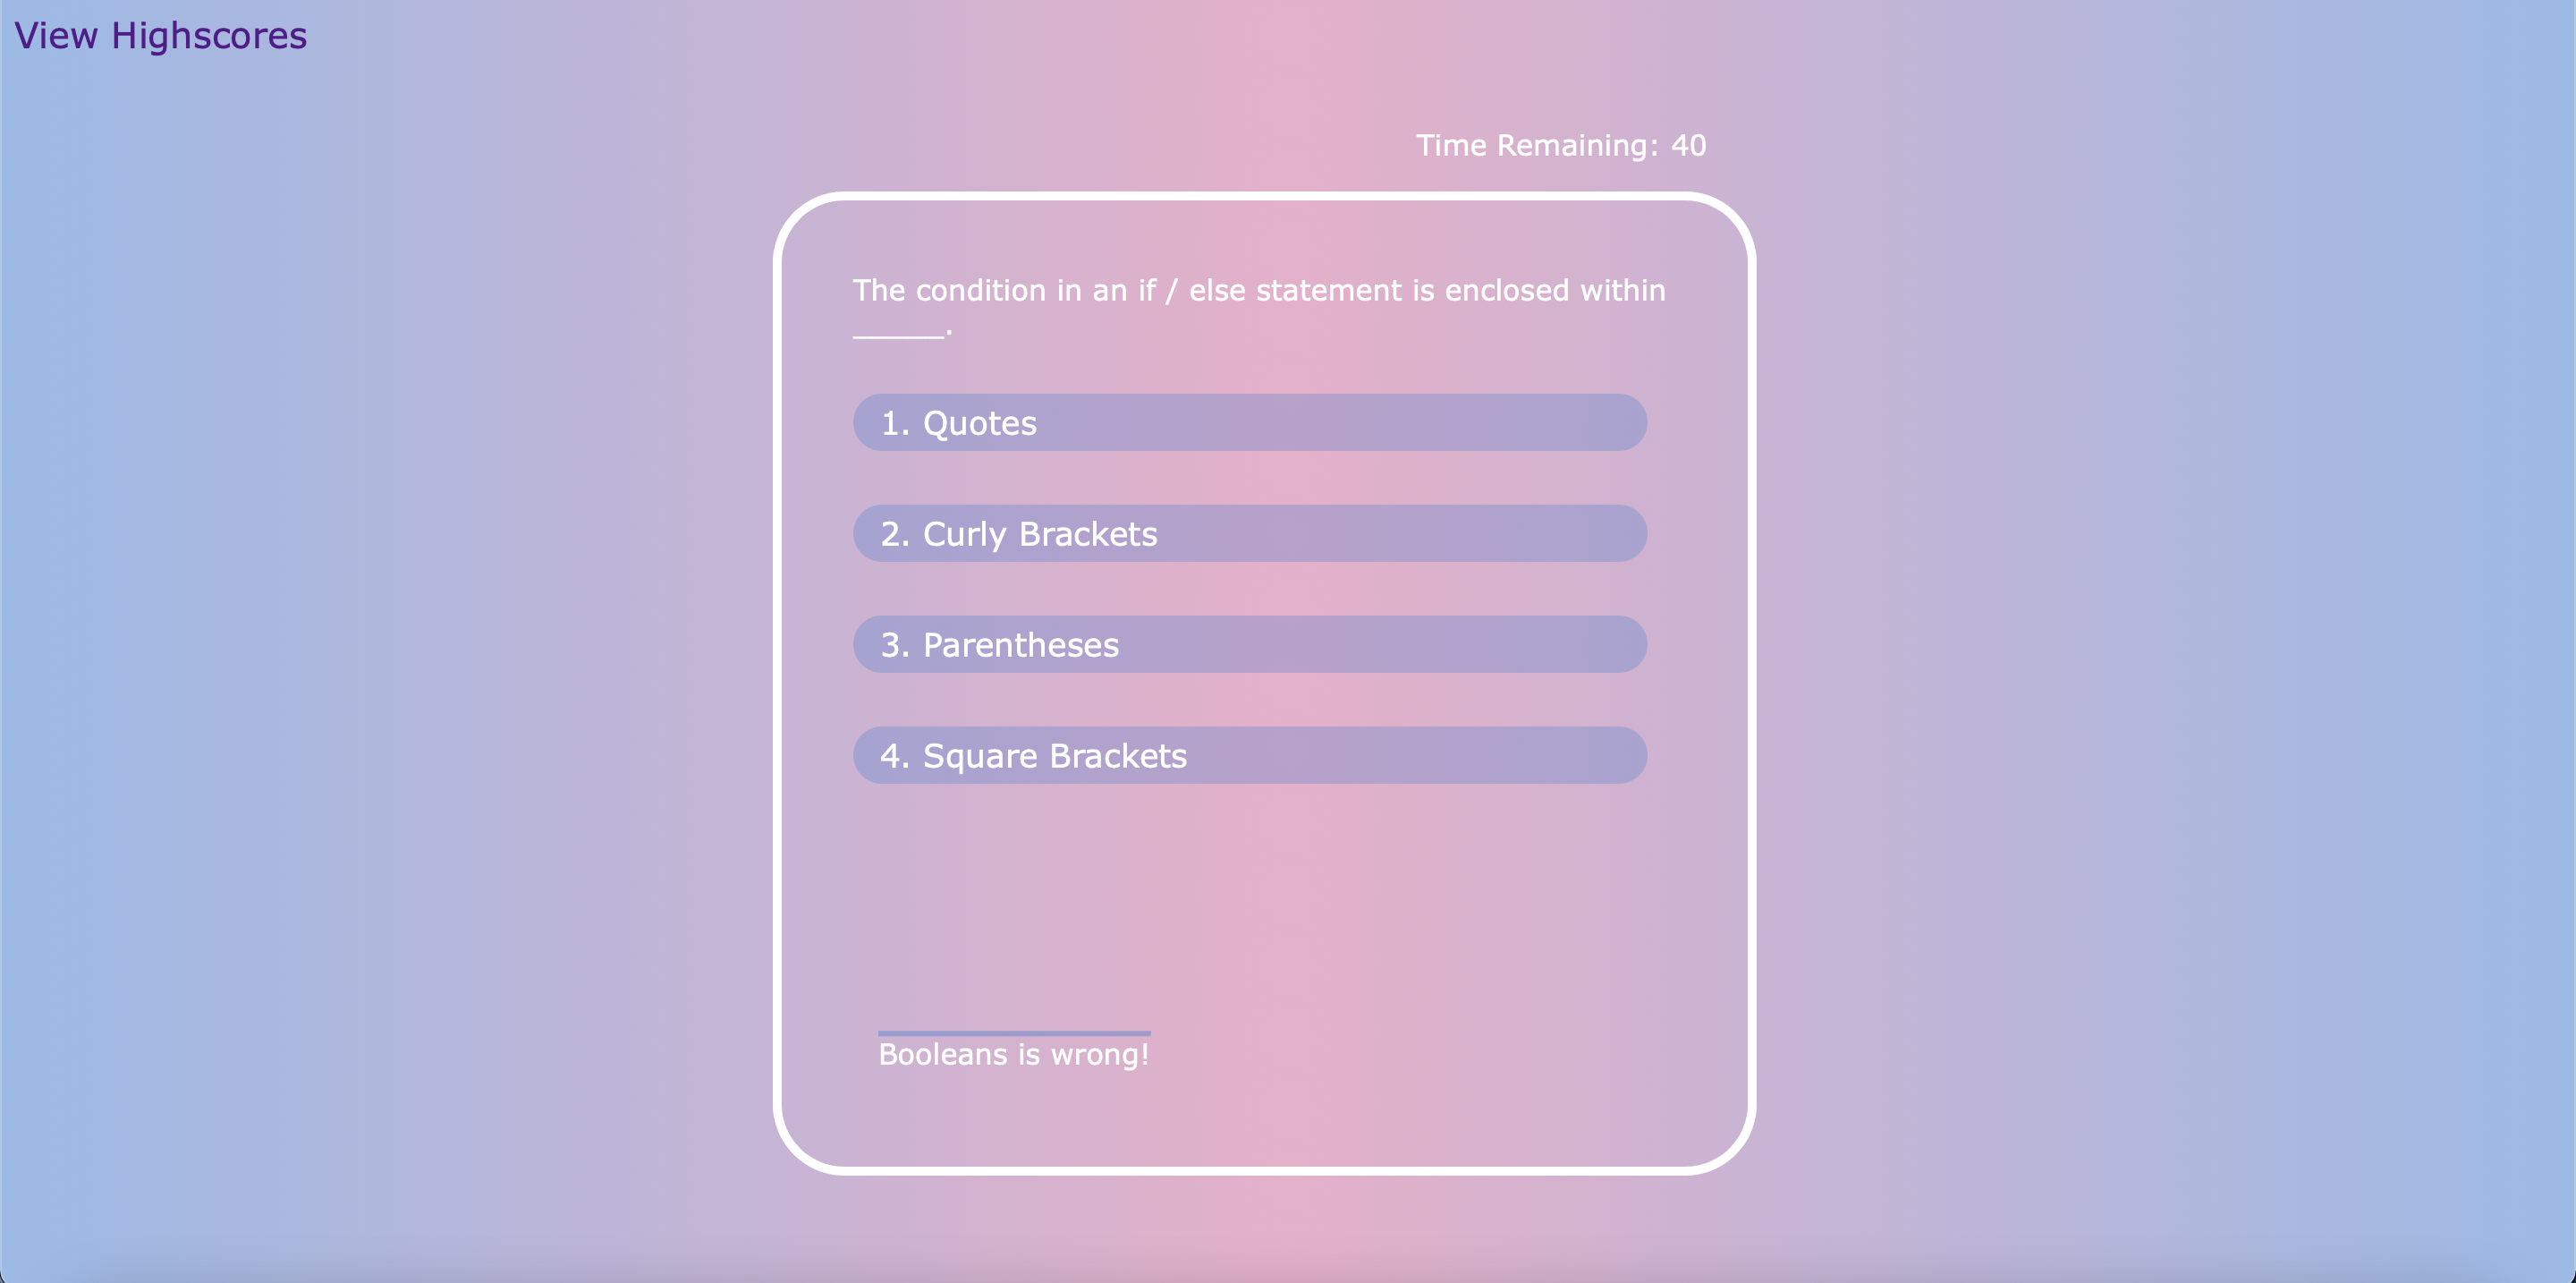 View Highscores
Time Remaining: 40
The condition in an if / else statement is enclosed within
______.
1. Quotes
2. Curly Brackets
3. Parentheses
4. Square Brackets
Booleans is wrong!